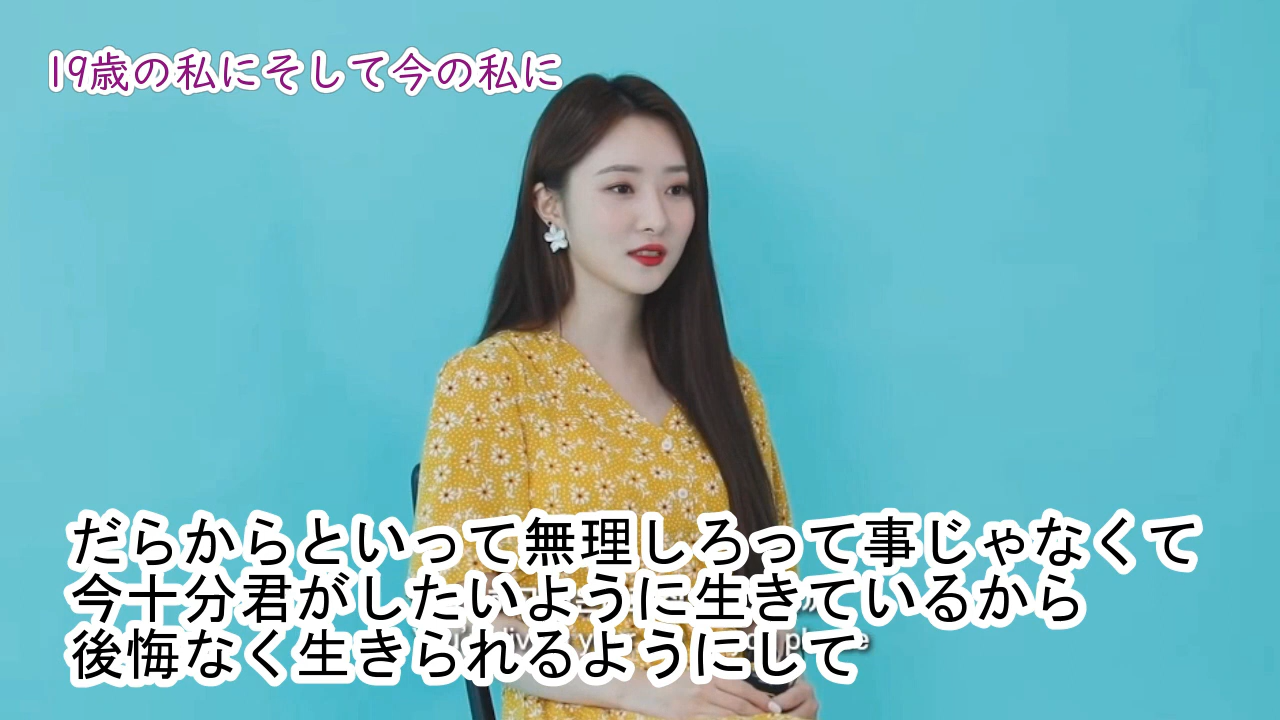 19歳の私にそして今の私に
だらからといって無理しろって事じゃなくて
今十分君がしたいように生きているから
後悔なく生きられるようにして